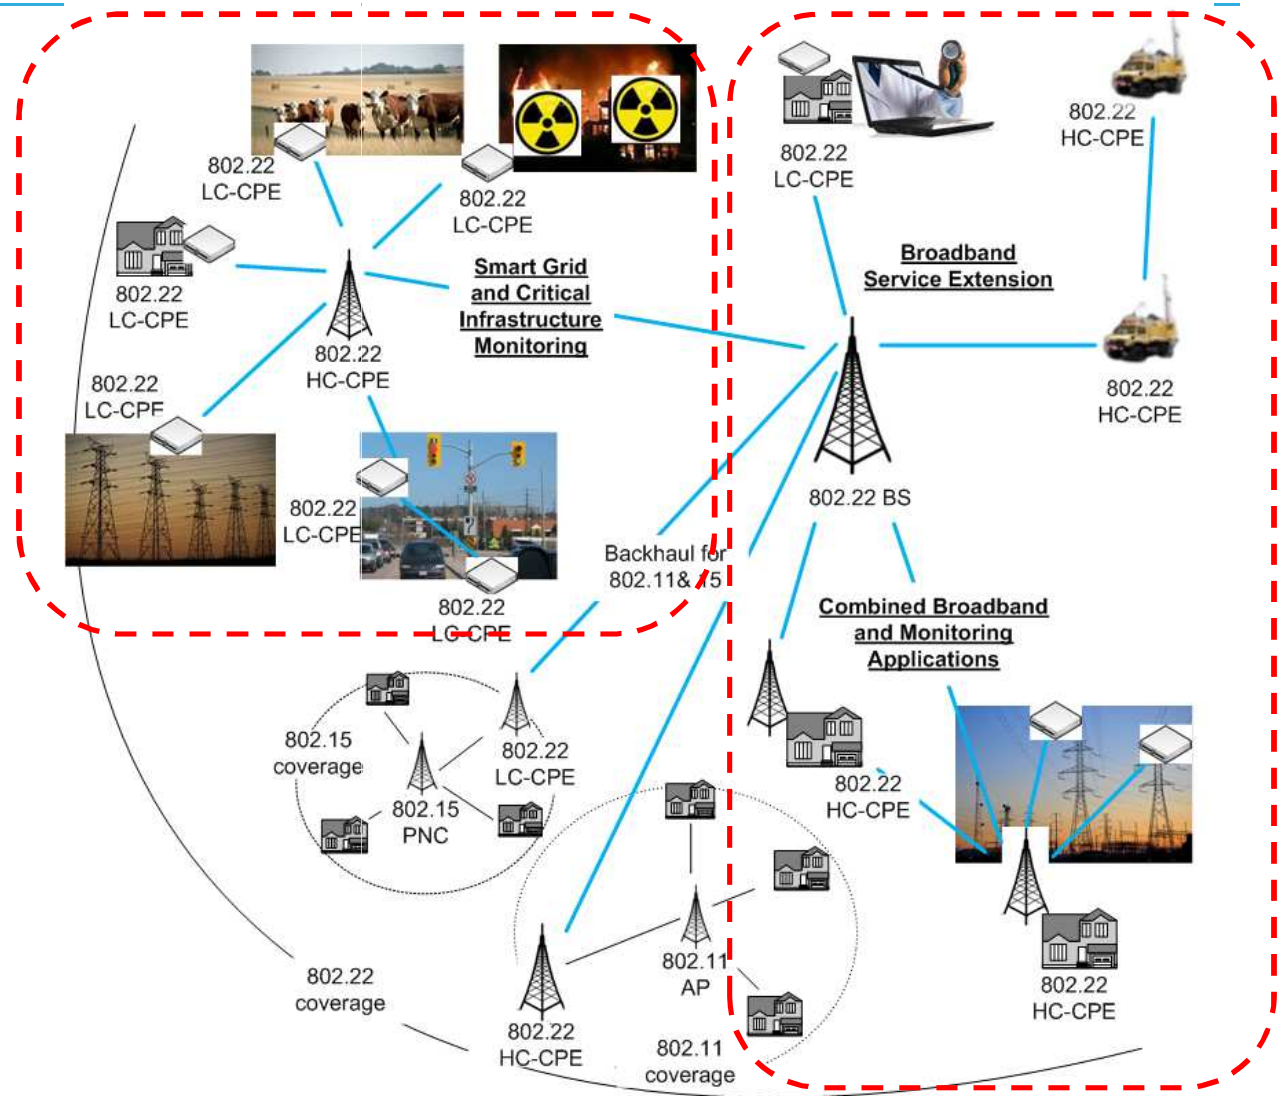 802.22
LC-CPE
802.22
LC-CPE
802.22
LC-CPE
802.22
HC-CPE
802.22
LC-CPE
802.22
LC-CPE
802.22
LC-CPE
Smart Grid
and Critical
Infrastructure
Monitoring
802.22
LC-CPE
802.22
HC-CPE
Broadband
Service Extension
802.22
HC-CPE
802.22 BS
Backhaul for
802.11& 15
Combined Broadband
and Monitoring
Applications
802.15
coverage
802.22
LC-CPE
802.15
PNC
802.22
HC-CPE
802.11
AP
802.22
coverage
802.22
HC-CPE
802.11
coverage
802.22
HC-CPE